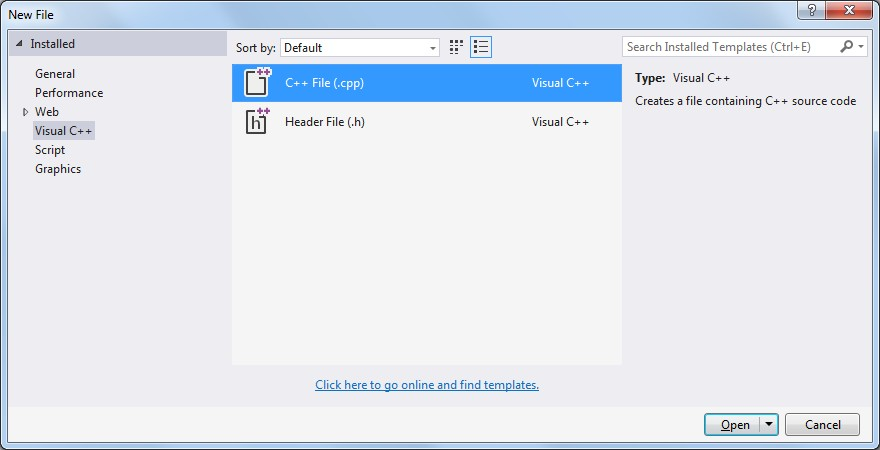 New File
Installed
General
Performance
Web
Visual C++
Script
Graphics
Sort by: Default
C++ File (.cpp) Visual C++
Header File (.h) Visual C++
Click here to go online and find templates.
Search Installed Templates (Ctrl+E)
Type: Visual C++
Creates a file containing C++ source code
Open
Cancel